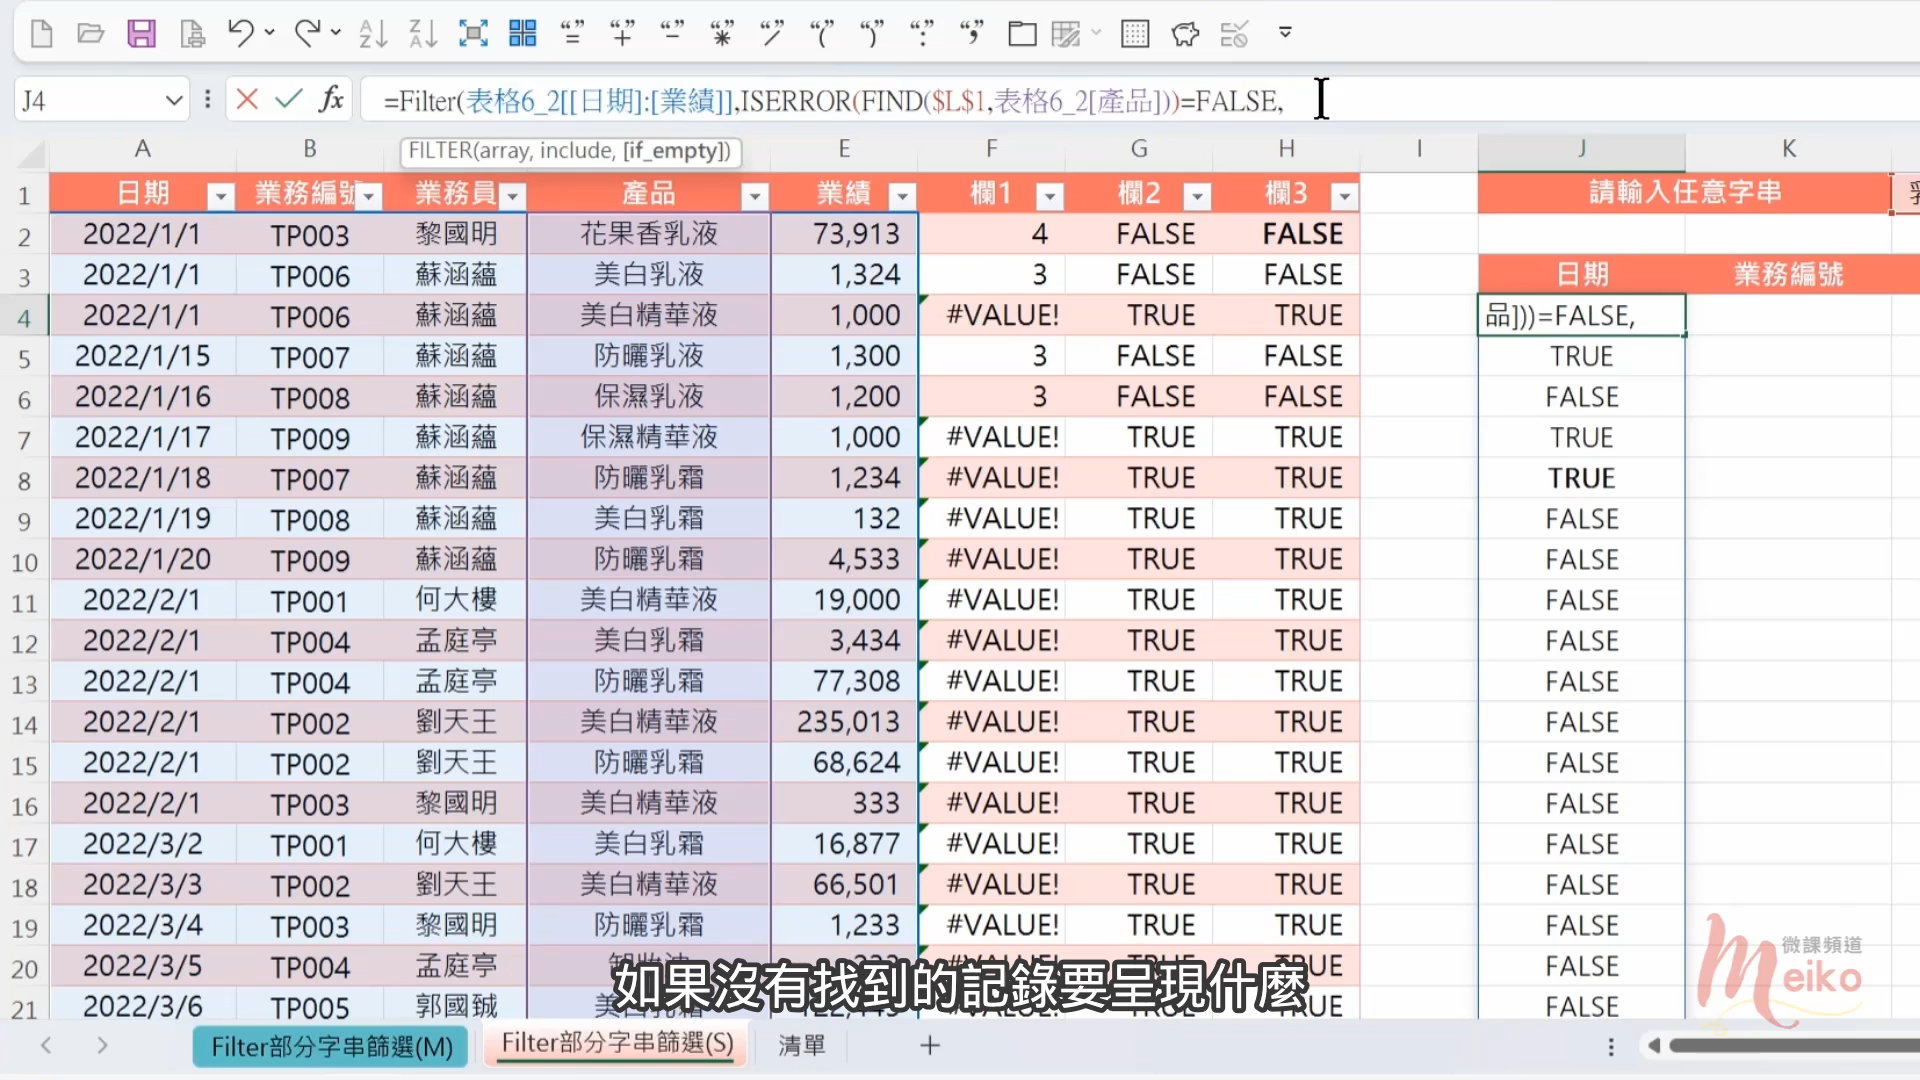 J4
=Filter(表格6_2[[日期]:[業績]],ISERROR(FIND($L$1,表格6_2[產品]))=FALSE,
FILTER(array, include, [if_empty])
A B E F G H I J K
1 日期 業務編號 業務員 產品 業績 欄1 欄2 欄3 請輸入任意字串
2 2022/1/1 TP003 黎國明 花果香乳液 73,913 4 FALSE FALSE
3 2022/1/1 TP006 蘇涵蘊 美白乳液 1,324 3 FALSE FALSE 日期 業務編號
4 2022/1/1 TP006 蘇涵蘊 美白精華液 1,000 #VALUE! TRUE TRUE 品]))=FALSE,
5 2022/1/15 TP007 蘇涵蘊 防曬乳液 1,300 3 FALSE FALSE TRUE
6 2022/1/16 TP008 蘇涵蘊 保濕乳液 1,200 3 FALSE FALSE FALSE
7 2022/1/17 TP009 蘇涵蘊 保濕精華液 1,000 #VALUE! TRUE TRUE TRUE
8 2022/1/18 TP007 蘇涵蘊 防曬乳霜 1,234 #VALUE! TRUE TRUE TRUE
9 2022/1/19 TP008 蘇涵蘊 美白乳霜 132 #VALUE! TRUE TRUE FALSE
10 2022/1/20 TP009 蘇涵蘊 防曬乳霜 4,533 #VALUE! TRUE TRUE FALSE
11 2022/2/1 TP001 何大樓 美白精華液 19,000 #VALUE! TRUE TRUE FALSE
12 2022/2/1 TP004 孟庭亭 美白乳霜 3,434 #VALUE! TRUE TRUE FALSE
13 2022/2/1 TP004 孟庭亭 防曬乳霜 77,308 #VALUE! TRUE TRUE FALSE
14 2022/2/1 TP002 劉天王 美白精華液 235,013 #VALUE! TRUE TRUE FALSE
15 2022/2/1 TP002 劉天王 防曬乳霜 68,624 #VALUE! TRUE TRUE FALSE
16 2022/2/1 TP003 黎國明 美白精華液 333 #VALUE! TRUE TRUE FALSE
17 2022/3/2 TP001 何大樓 美白乳霜 16,877 #VALUE! TRUE TRUE FALSE
18 2022/3/3 TP002 劉天王 美白精華液 66,501 #VALUE! TRUE TRUE FALSE
19 2022/3/4 TP003 黎國明 防曬乳霜 1,233 #VALUE! TRUE TRUE FALSE
20 2022/3/5 TP004 孟庭亭 FALSE
21 2022/3/6 TP005 郭國鋮 TRUE FALSE
如果沒有找到的記錄要呈現什麼
微課頻道
Meiko
Filter部分字串篩選(M) Filter部分字串篩選(S) 清單